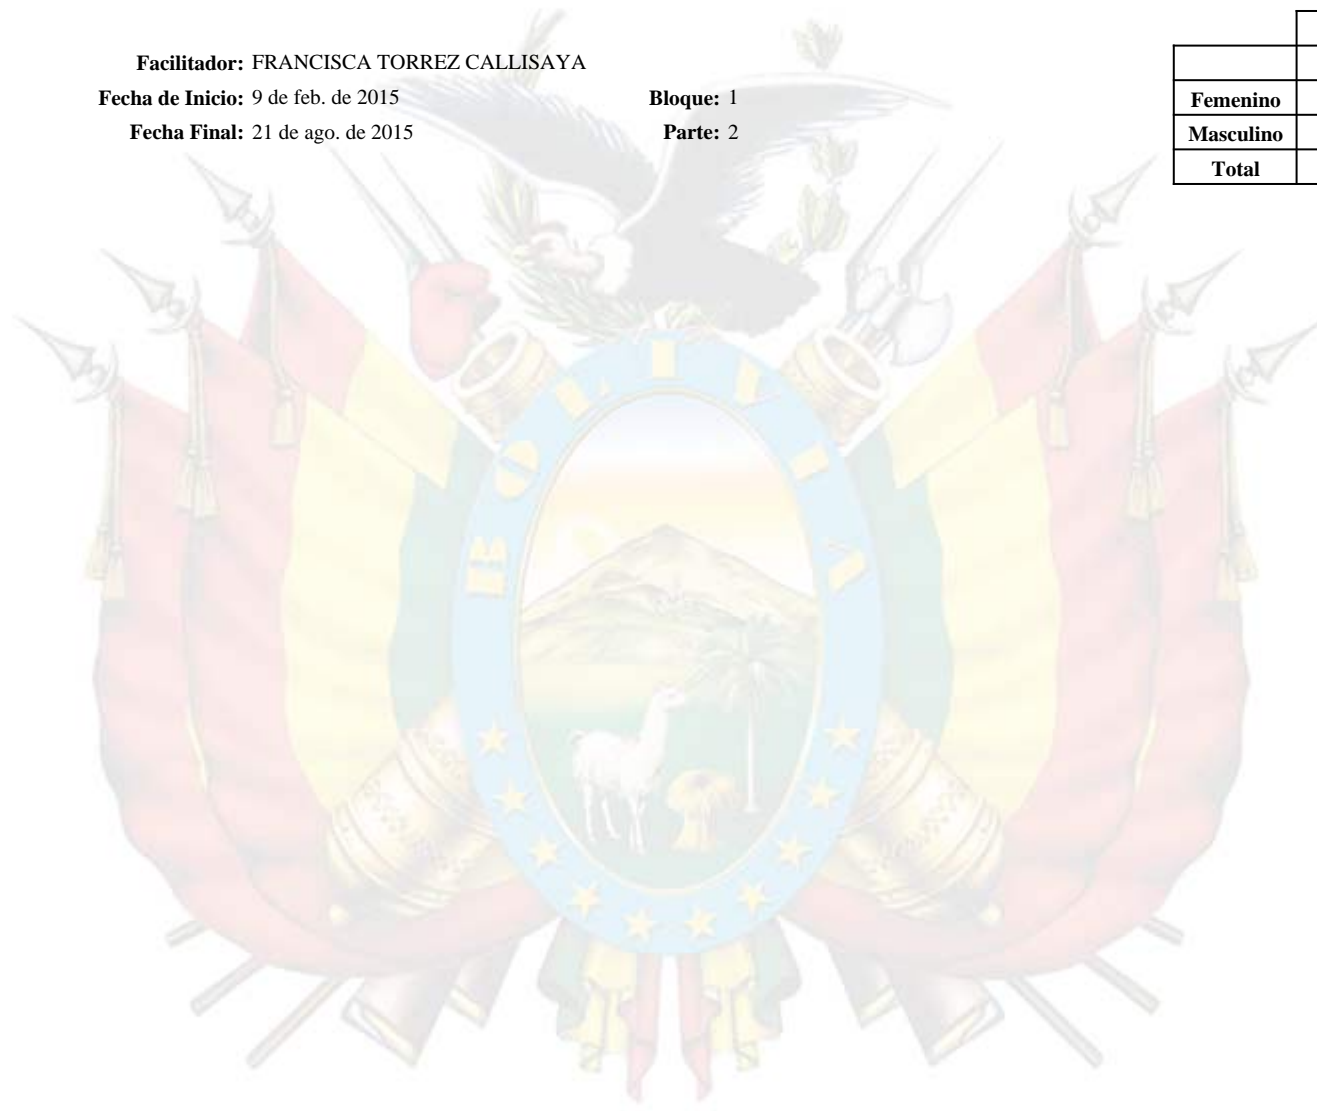 Facilitador: FRANCISCA TORREZ CALLISAYA
Fecha de Inicio: 9 de feb. de 2015 Bloque: 1
Fecha Final: 21 de ago. de 2015 Parte: 2
Femenino
Masculino
Total
BOLIVIA